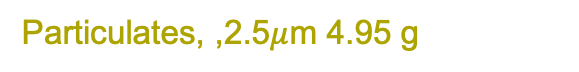 Particulates, ,2.5μm 4.95 g